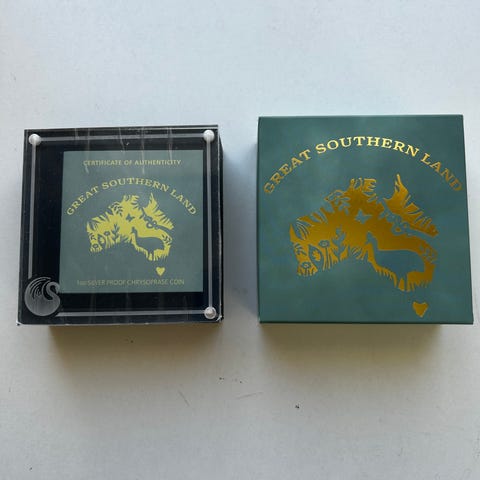 CERTIFICATE OF AUTHENTICITY
GREAT SOUTHERN LAND
1oz SILVER PROOF CHRYSOPRASE COIN
GREAT SOUTHERN LAND